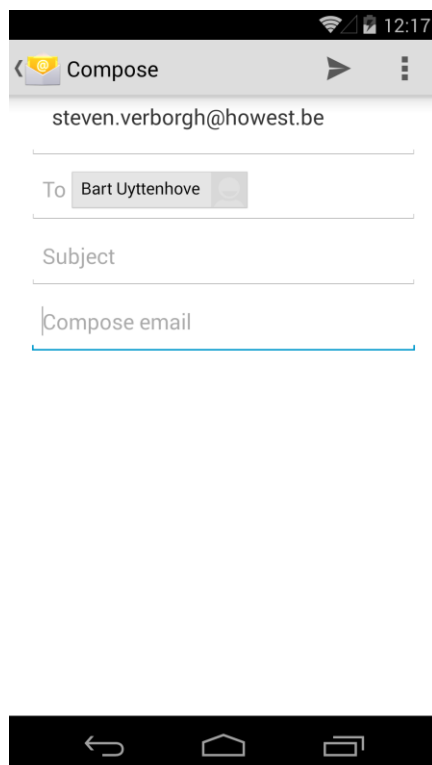 12:17
Compose
steven.verborgh@howest.be
To Bart Uyttenhove
Subject
Compose email